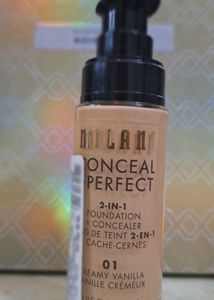 MILANI
CONCEAL
PERFECT
2-IN-1
FOUNDATION
+ CONCEALER
DE TEINT 2-EN-1
CACHE-CERNES
01
CREAMY VANILLA
VANILLE CRÉMEUX